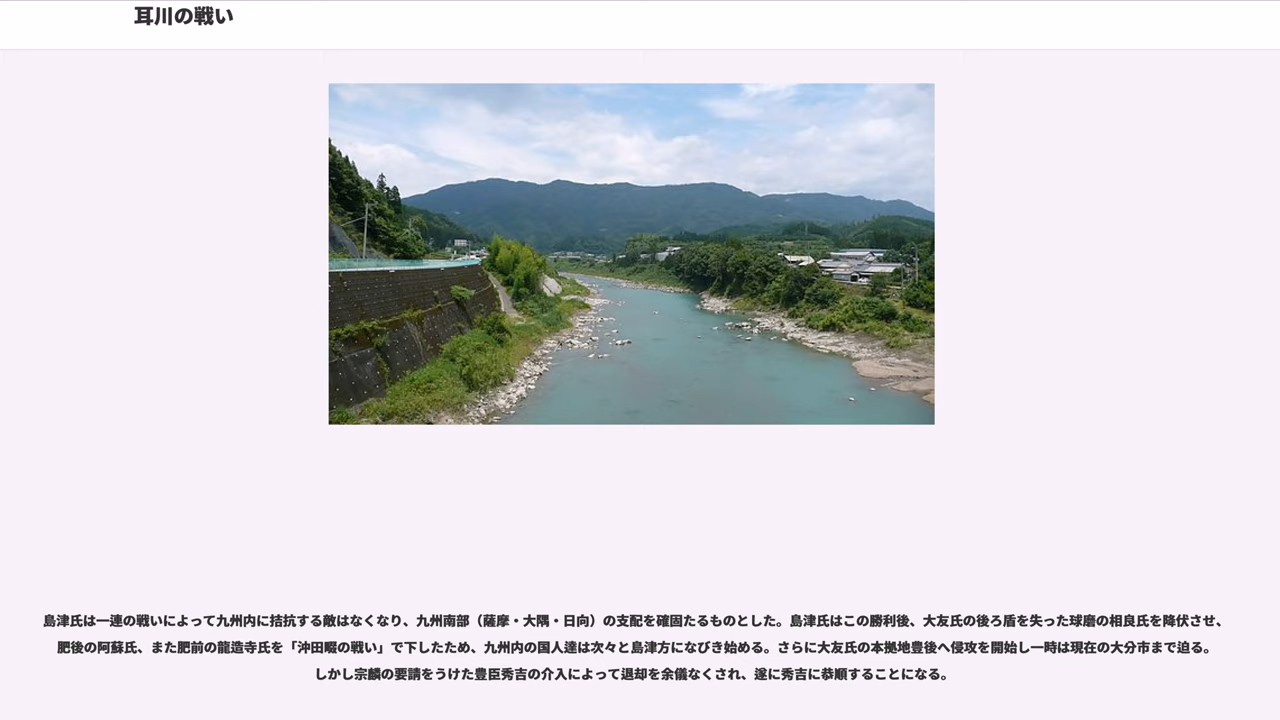 耳川の戦い
島津氏は一連の戦いによって九州内に拮抗する敵はなくなり、九州南部（薩摩・大隅・日向）の支配を確固たるものとした。島津氏はこの勝利後、大友氏の後ろ盾を失った球磨の相良氏を降伏させ、
肥後の阿蘇氏、また肥前の龍造寺氏を「沖田畷の戦い」で下したため、九州内の国人達は次々と島津方になびき始める。さらに大友氏の本拠地豊後へ侵攻を開始し一時は現在の大分市まで迫る。
しかし宗麟の要請をうけた豊臣秀吉の介入によって退却を余儀なくされ、遂に秀吉に恭順することになる。